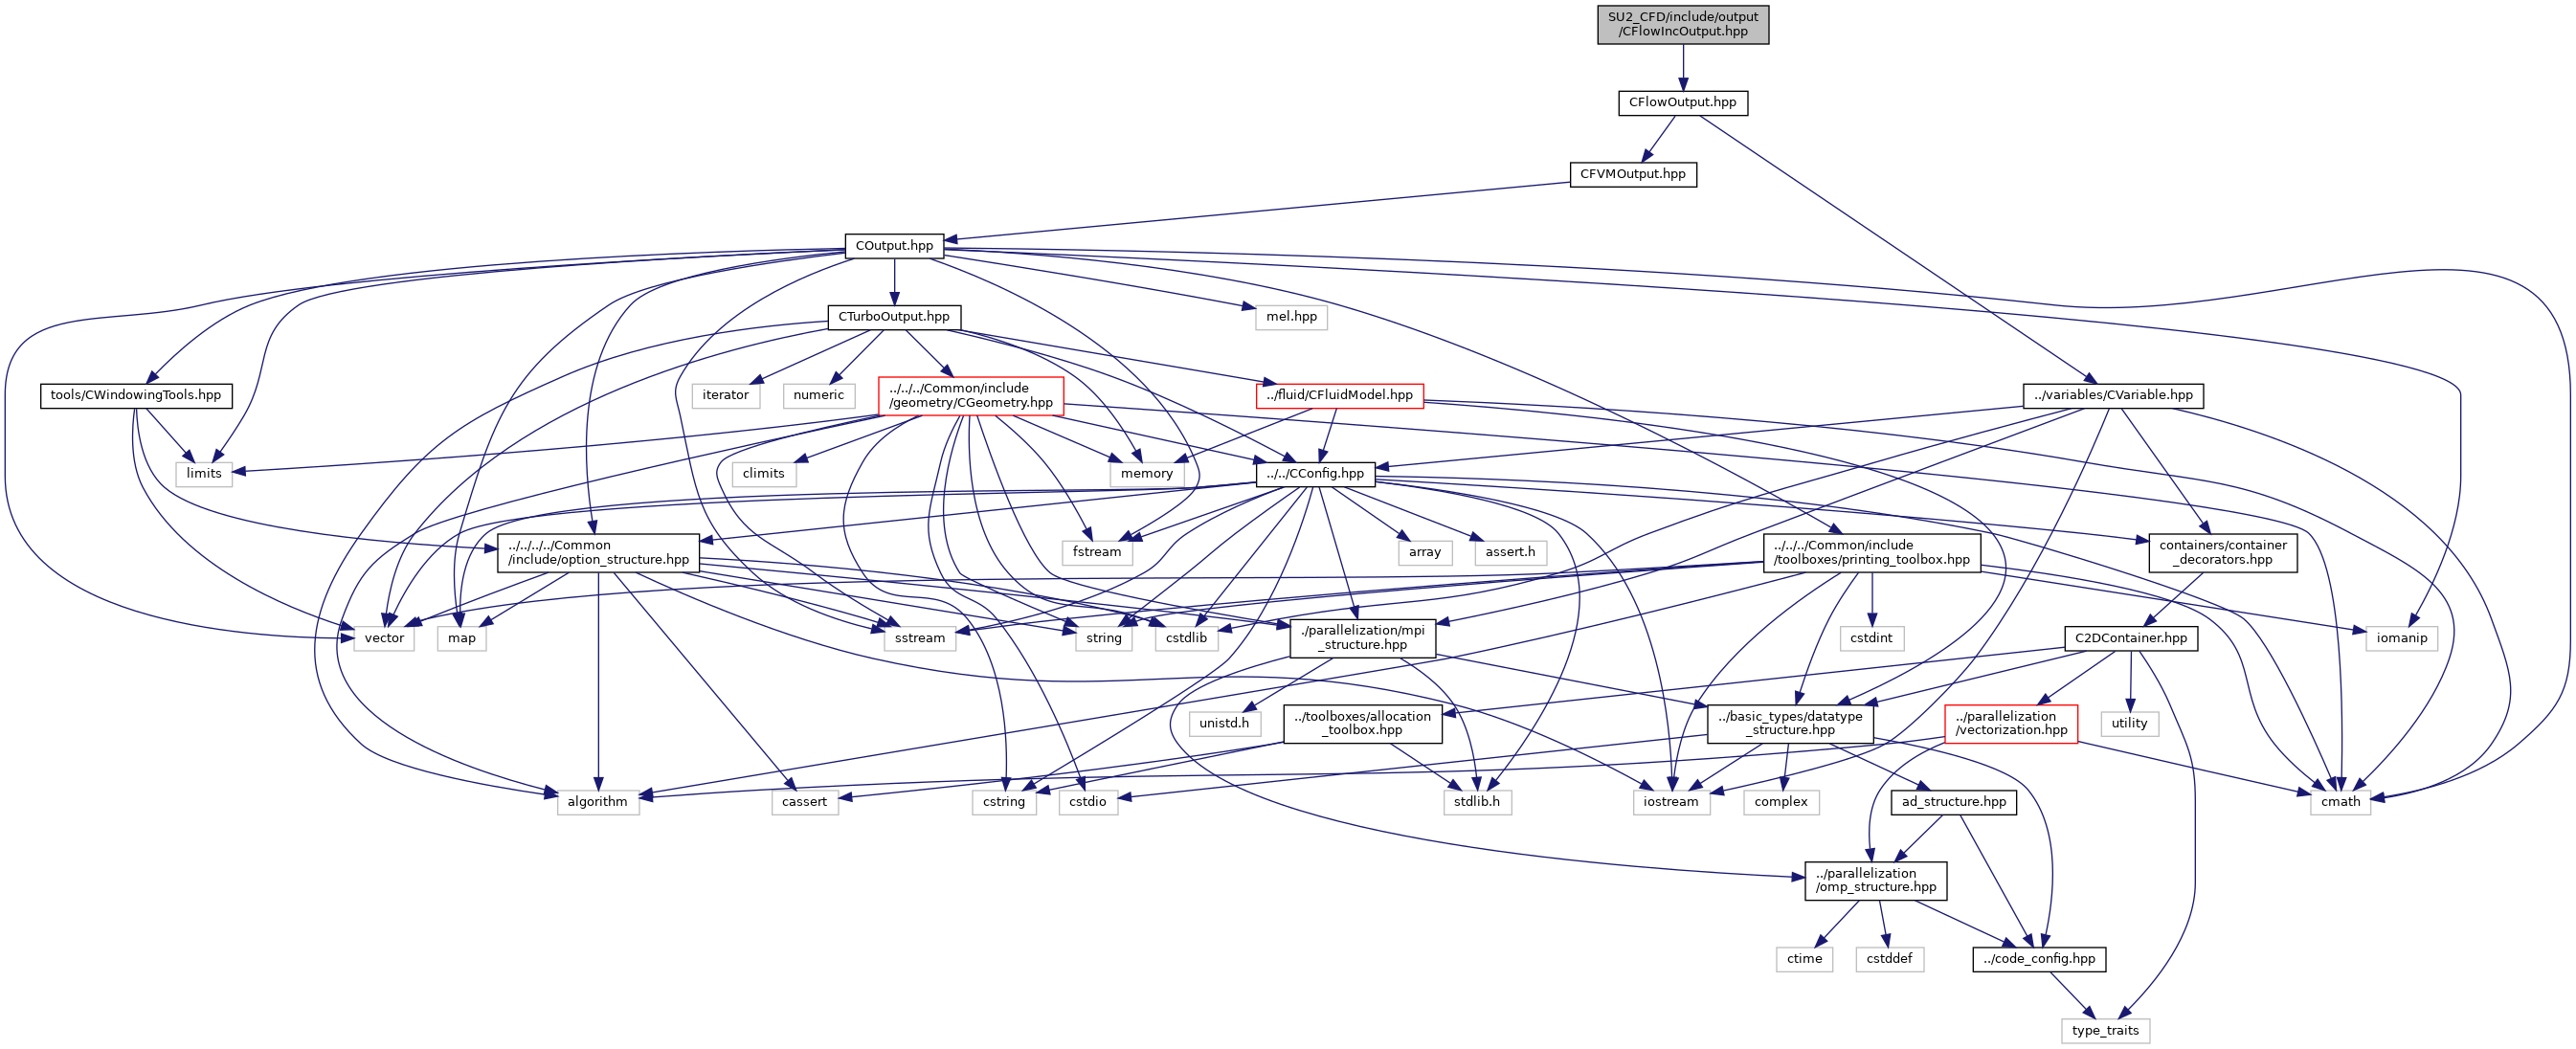 SU2_CFD/include/output
/CFlowIncOutput.hpp
CFlowOutput.hpp
CFVMOutput.hpp
COutput.hpp
CTurboOutput.hpp
mel.hpp
tools/CWindowingTools.hpp
iterator
numeric
../../../Common/include
/geometry/CGeometry.hpp
../fluid/CFluidModel.hpp
../variables/CVariable.hpp
limits
climits
memory
../../CConfig.hpp
../../../../Common
/include/option_structure.hpp
fstream
array
assert.h
../../../Common/include
/toolboxes/printing_toolbox.hpp
containers/container
_decorators.hpp
vector
map
sstream
string
cstdlib
./parallelization/mpi
_structure.hpp
cstdint
C2DContainer.hpp
iomanip
unistd.h
../toolboxes/allocation
_toolbox.hpp
../basic_types/datatype
_structure.hpp
../parallelization
/vectorization.hpp
utility
algorithm
cassert
cstring
cstdio
stdlib.h
iostream
complex
ad_structure.hpp
cmath
../parallelization
/omp_structure.hpp
ctime
cstddef
../code_config.hpp
type_traits